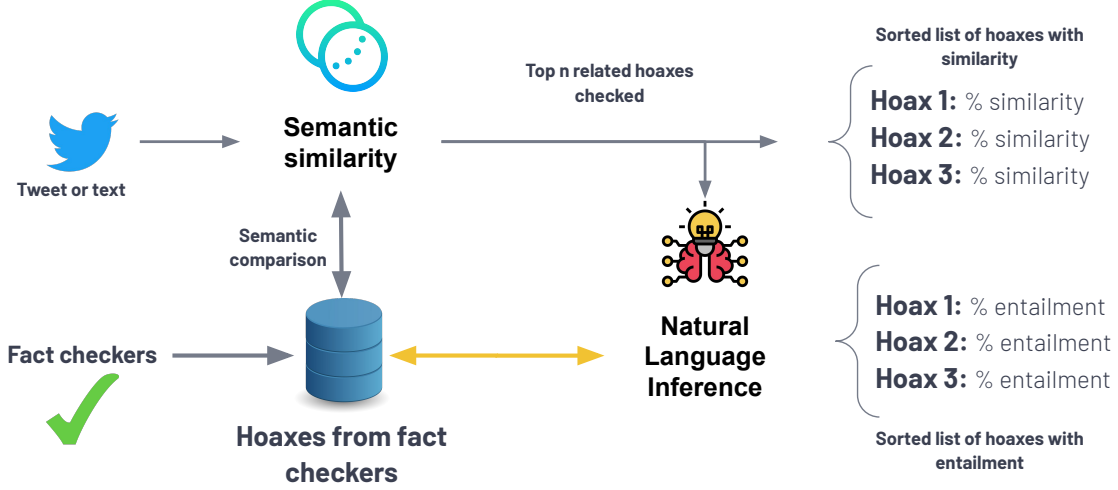 Tweet or text
Semantic
similarity
Top n related hoaxes
checked
Sorted list of hoaxes with
similarity
Hoax 1: % similarity
Hoax 2: % similarity
Hoax 3: % similarity
Semantic
comparison
Fact checkers
Hoaxes from fact
checkers
Natural
Language
Inference
Hoax 1: % entailment
Hoax 2: % entailment
Hoax 3: % entailment
Sorted list of hoaxes with
entailment